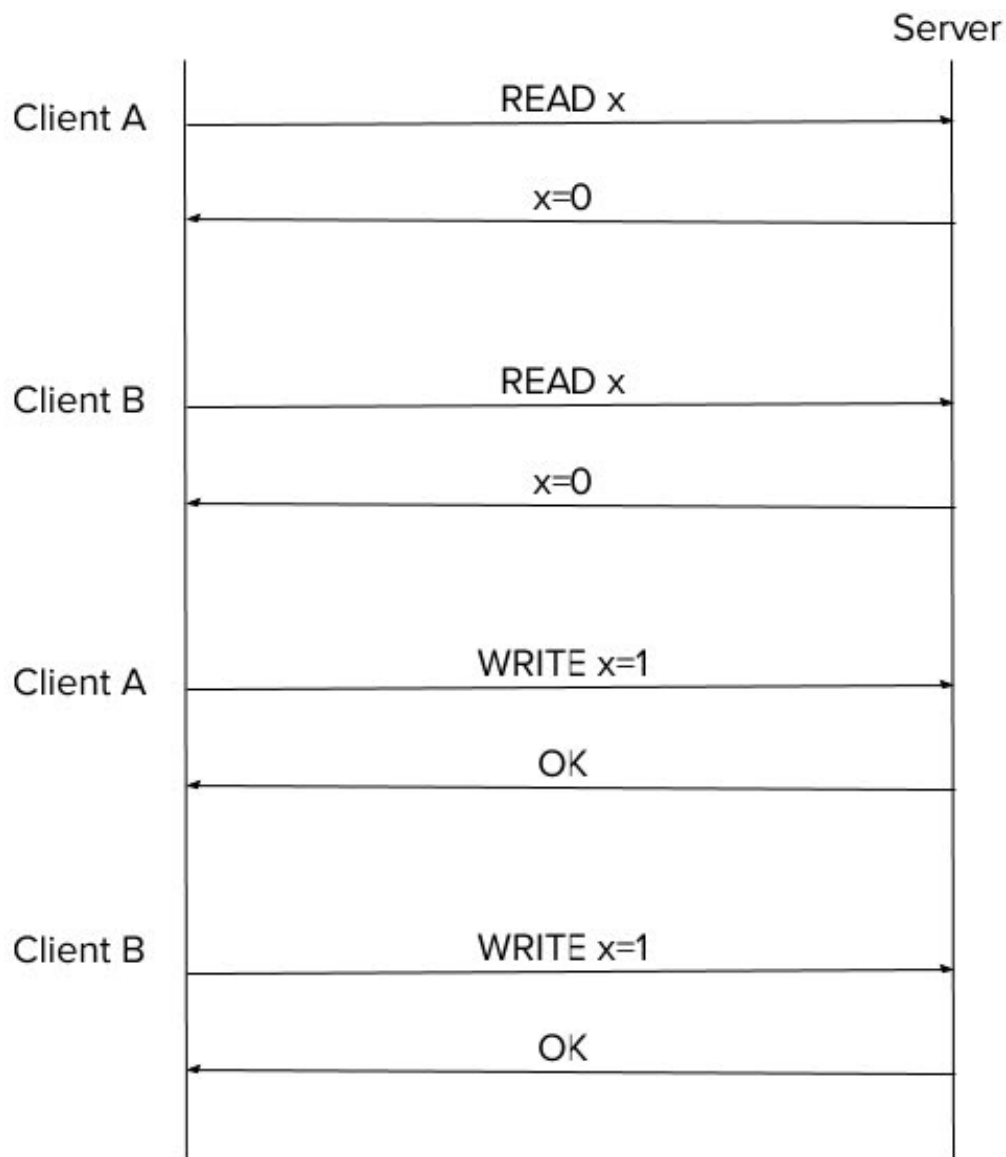 Server
Client A
READ x
x=0
Client B
READ x
x=0
Client A
WRITE x=1
OK
Client B
WRITE x=1
OK